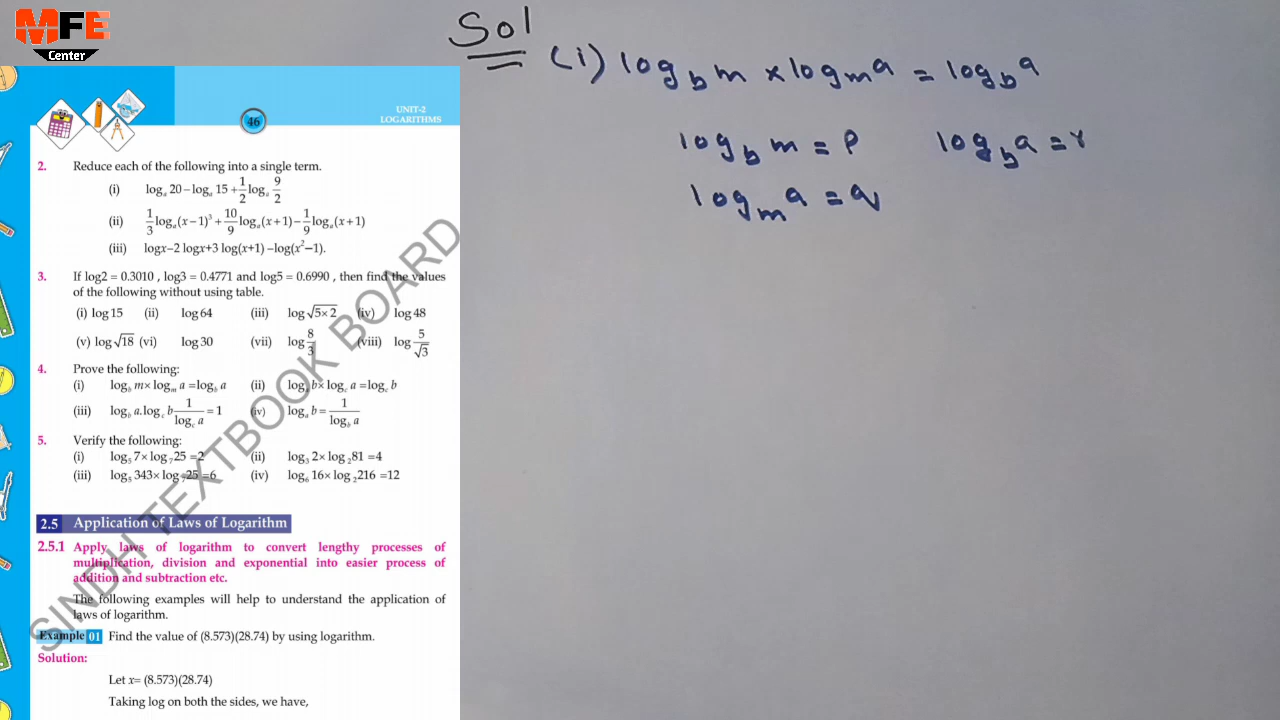 MFE
Center
46
UNIT-2
LOGARITHMS
2. Reduce each of the following into a single term.
(i) logₐ 20 – logₐ 15 + 1/2 logₐ 9/2
(ii) 1/3 logₐ(x–1)³ + 10/9 logₐ(x+1) – 1/9 logₐ(x+1)
(iii) logx–2 logx+3 log(x+1) –log(x²–1).
3. If log2 = 0.3010 , log3 = 0.4771 and log5 = 0.6990 , then find the values
of the following without using table.
(i) log 15 (ii) log 64 (iii) log √5×2 (iv) log 48
(v) log √18 (vi) log 30 (vii) log 8/3 (viii) log 5/√3
4. Prove the following:
(i) log_b m × log_m a = log_b a (ii) log_a b× log_c a = log_c b
(iii) log_b a. log_c b 1/log_c a = 1 (iv) log_a b = 1/log_b a
5. Verify the following:
(i) log₅ 7 × log₇ 25 =2 (ii) log₃ 2× log₂ 81 =4
(iii) log₅ 343× log₇ 25 =6 (iv) log₆ 16× log₂ 216 =12
2.5 Application of Laws of Logarithm
2.5.1 Apply laws of logarithm to convert lengthy processes of
multiplication, division and exponential into easier process of
addition and subtraction etc.
The following examples will help to understand the application of
laws of logarithm.
Example 01 Find the value of (8.573)(28.74) by using logarithm.
Solution:
Let x= (8.573)(28.74)
Taking log on both the sides, we have,
SINDH TEXTBOOK BOARD
Sol
(i) log_b m × log_m a = log_b a
log_b m = P log_b a = r
log_m a = q